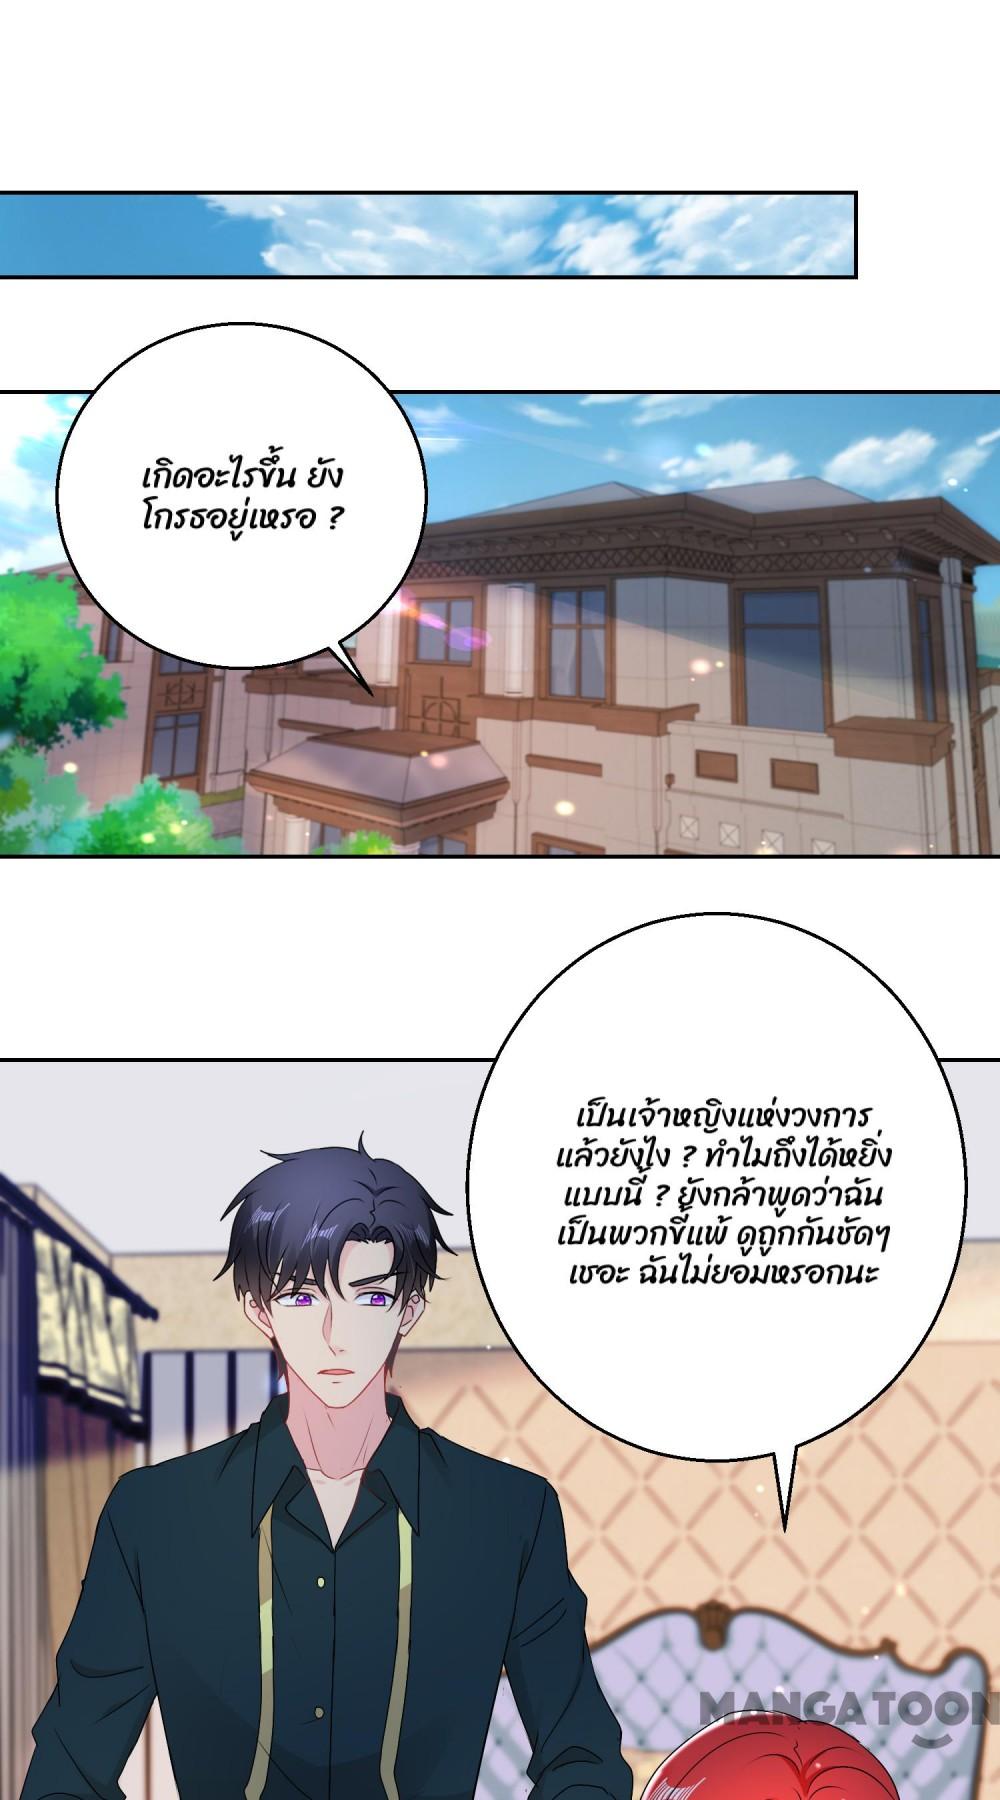 เกิดอะไรขึ้น ยัง
โกรธอยู่เหรอ ?
เป็นเจ้าหญิงแห่งวงการ
แล้วยังไง ? ทำไมถึงได้หยิ่ง
แบบนี้ ? ยังกล้าพูดว่าฉัน
เป็นพวกขี้แพ้ ดูถูกกันชัดๆ
เชอะ ฉันไม่ยอมหรอกนะ
MANGATOON